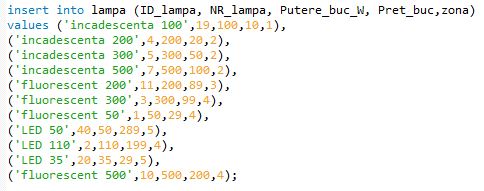 insert into lampa (ID_lampa, NR_lampa, Putere_buc_W, Pret_buc,zona)
values ('incadescenta 100',19,100,10,1),
('incadescenta 200',4,200,20,2),
('incadescenta 300',5,300,50,2),
('incadescenta 500',7,500,100,2),
('fluorescent 200',11,200,89,3),
('fluorescent 300',3,300,99,4),
('fluorescent 50',1,50,29,4),
('LED 50',40,50,289,5),
('LED 110',2,110,199,4),
('LED 35',20,35,29,5),
('fluorescent 500',10,500,200,4);